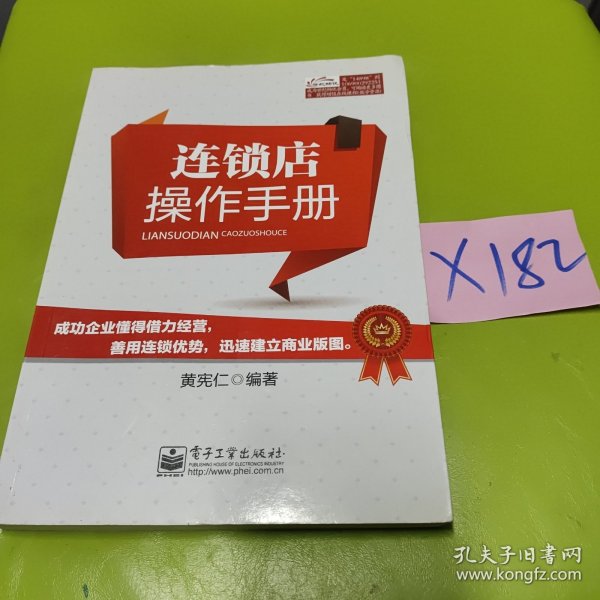 连锁店
操作手册
LIANSUODIAN CAOZUOSHOUCE
成功企业懂得借力经营，
善用连锁优势，迅速建立商业版图。
黄宪仁◎编著
電子工業出版社
PUBLISHING HOUSE OF ELECTRONICS INDUSTRY
http://www.phei.com.cn
PHEI
X182
孔夫子旧书网
www.kongfz.com